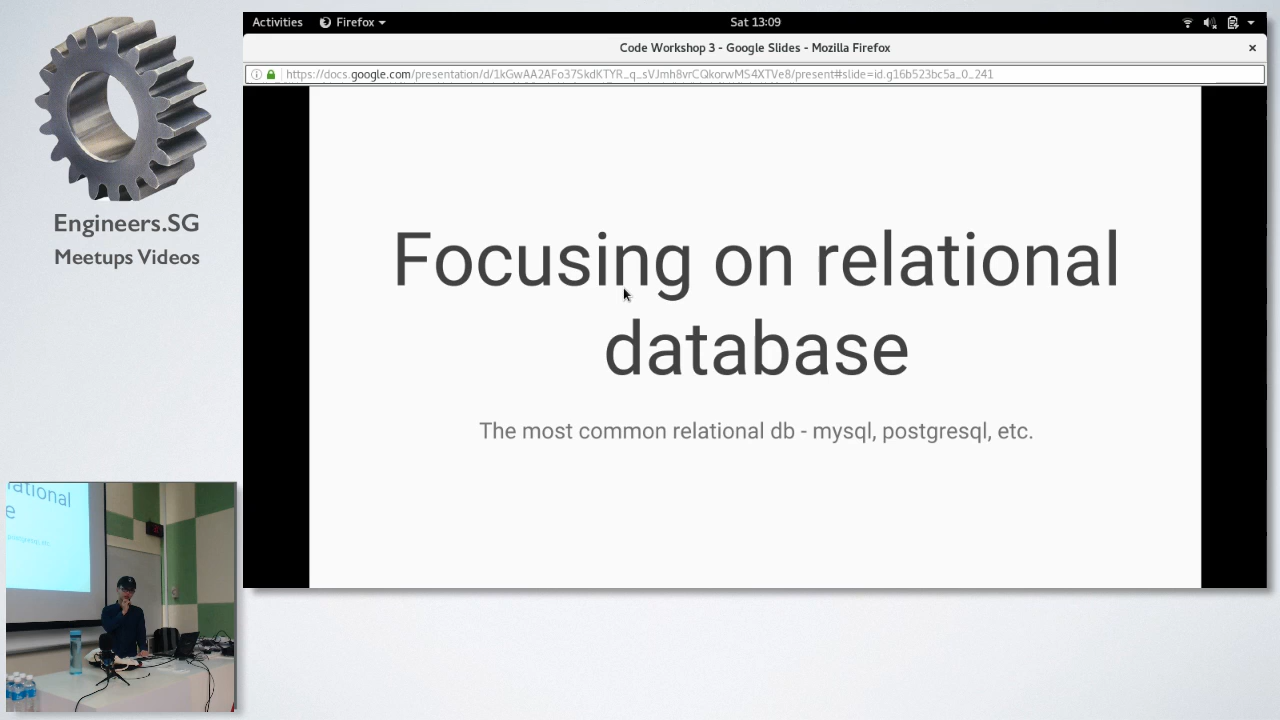 Activities Firefox Sat 13:09
Code Workshop 3 - Google Slides - Mozilla Firefox
https://docs.google.com/presentation/d/1kGwAA2AFo37SkdKTYR_q_sVJmh8vrCQkorwMS4XTVe8/present#slide=id.g16b523bc5a_0_241
Focusing on relational
database
The most common relational db - mysql, postgresql, etc.
Engineers.SG
Meetups Videos
ational
e